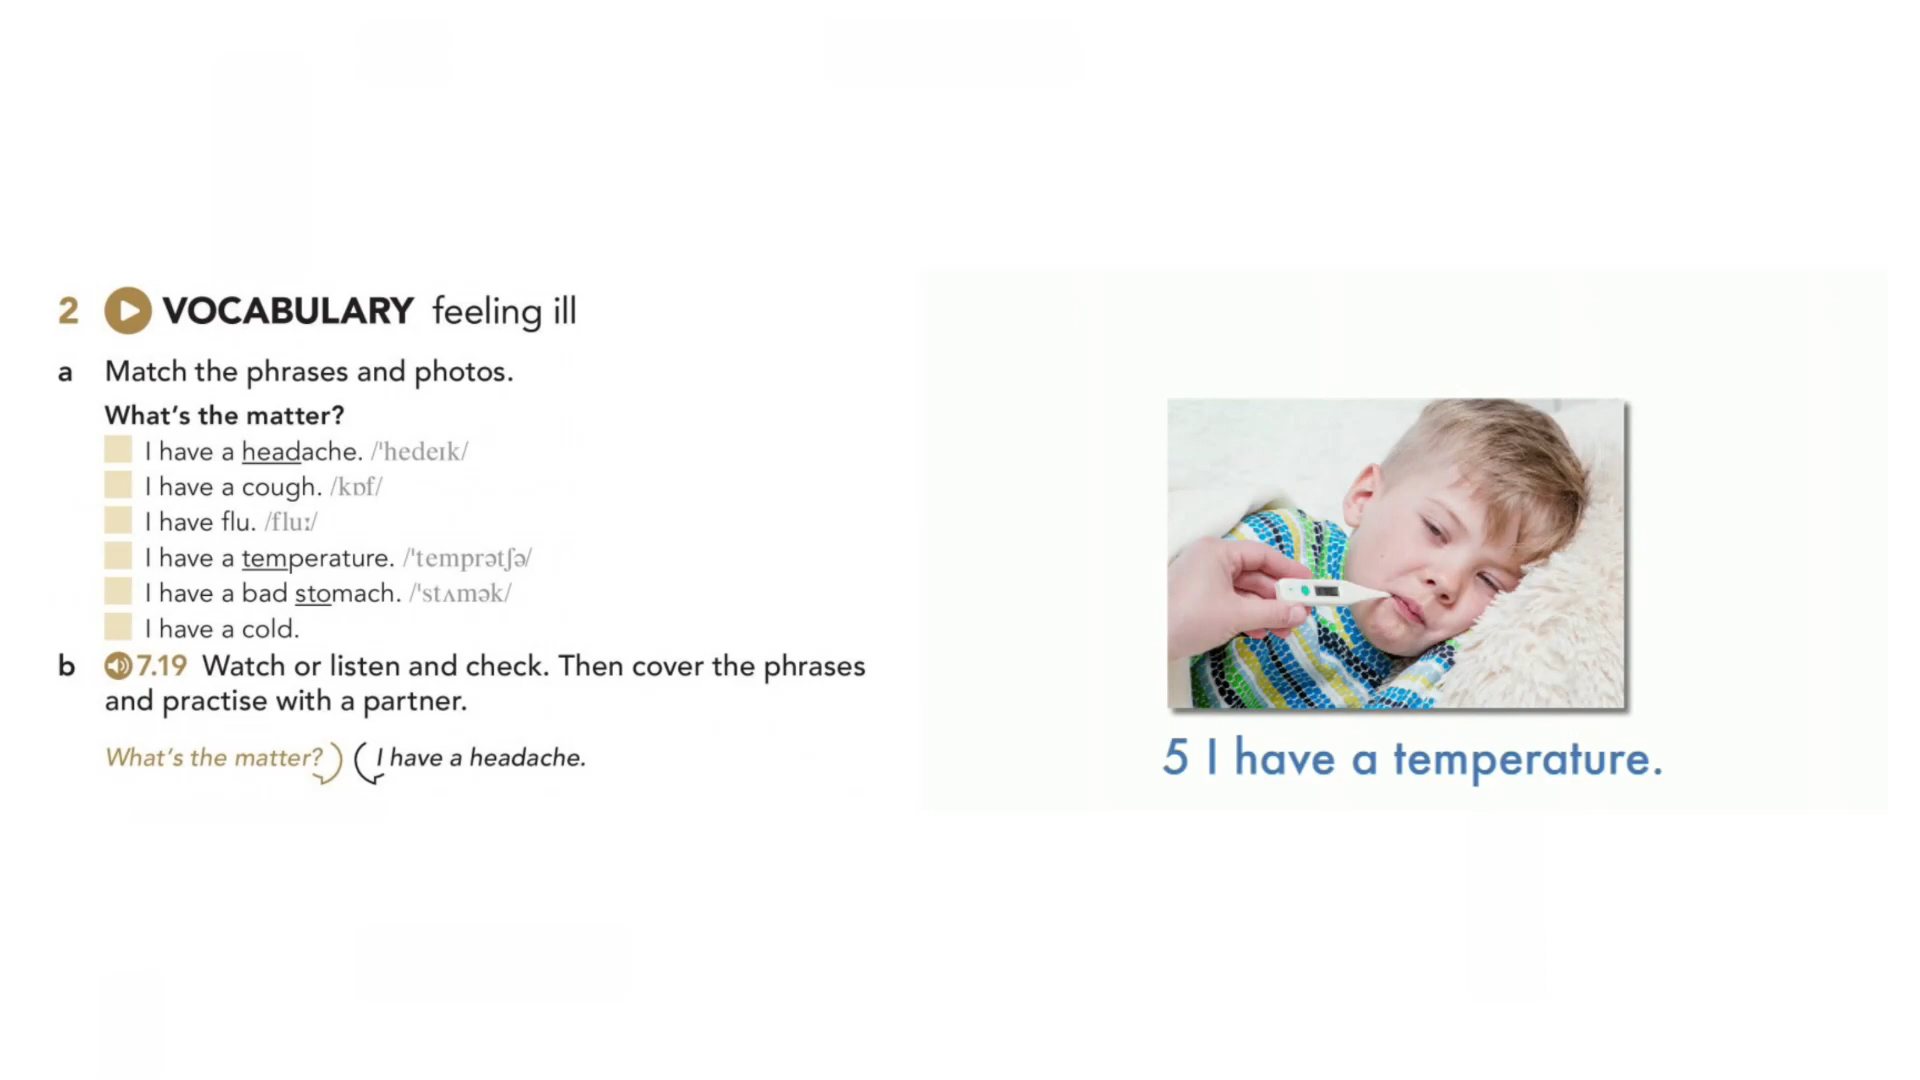 2 VOCABULARY feeling ill
a Match the phrases and photos.
What's the matter?
I have a headache. /ˈhedeɪk/
I have a cough. /kɒf/
I have flu. /fluː/
I have a temperature. /ˈtemprətʃə/
I have a bad stomach. /ˈstʌmək/
I have a cold.
b 7.19 Watch or listen and check. Then cover the phrases
and practise with a partner.
What's the matter? I have a headache.
5 I have a temperature.